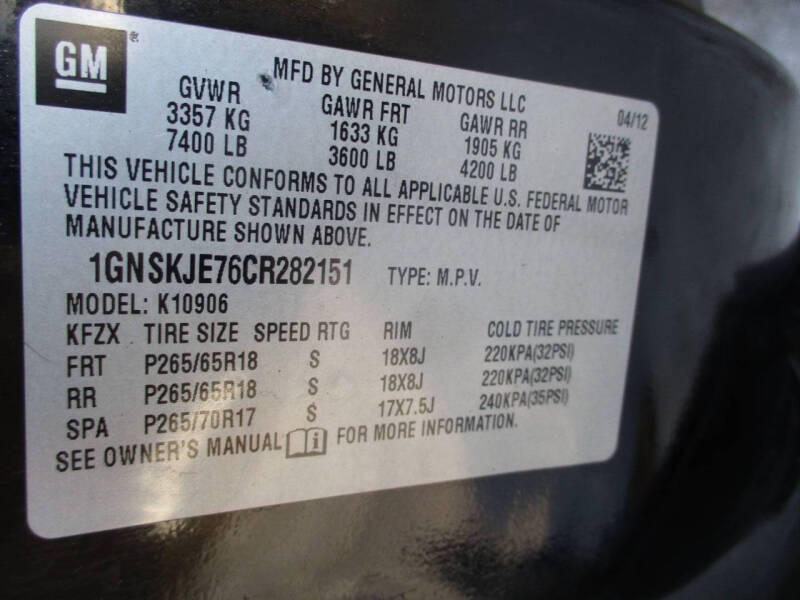 GM
MFD BY GENERAL MOTORS LLC
GVWR GAWR FRT GAWR RR 04/12
3357 KG 1633 KG 1905 KG
7400 LB 3600 LB 4200 LB
THIS VEHICLE CONFORMS TO ALL APPLICABLE U.S. FEDERAL MOTOR
VEHICLE SAFETY STANDARDS IN EFFECT ON THE DATE OF
MANUFACTURE SHOWN ABOVE.
1GNSKJE76CR282151 TYPE: M.P.V.
MODEL: K10906
KFZX TIRE SIZE SPEED RTG RIM COLD TIRE PRESSURE
FRT P265/65R18 S 18X8J 220KPA(32PSI)
RR P265/65R18 S 18X8J 220KPA(32PSI)
SPA P265/70R17 S 17X7.5J 240KPA(35PSI)
SEE OWNER'S MANUAL i FOR MORE INFORMATION.